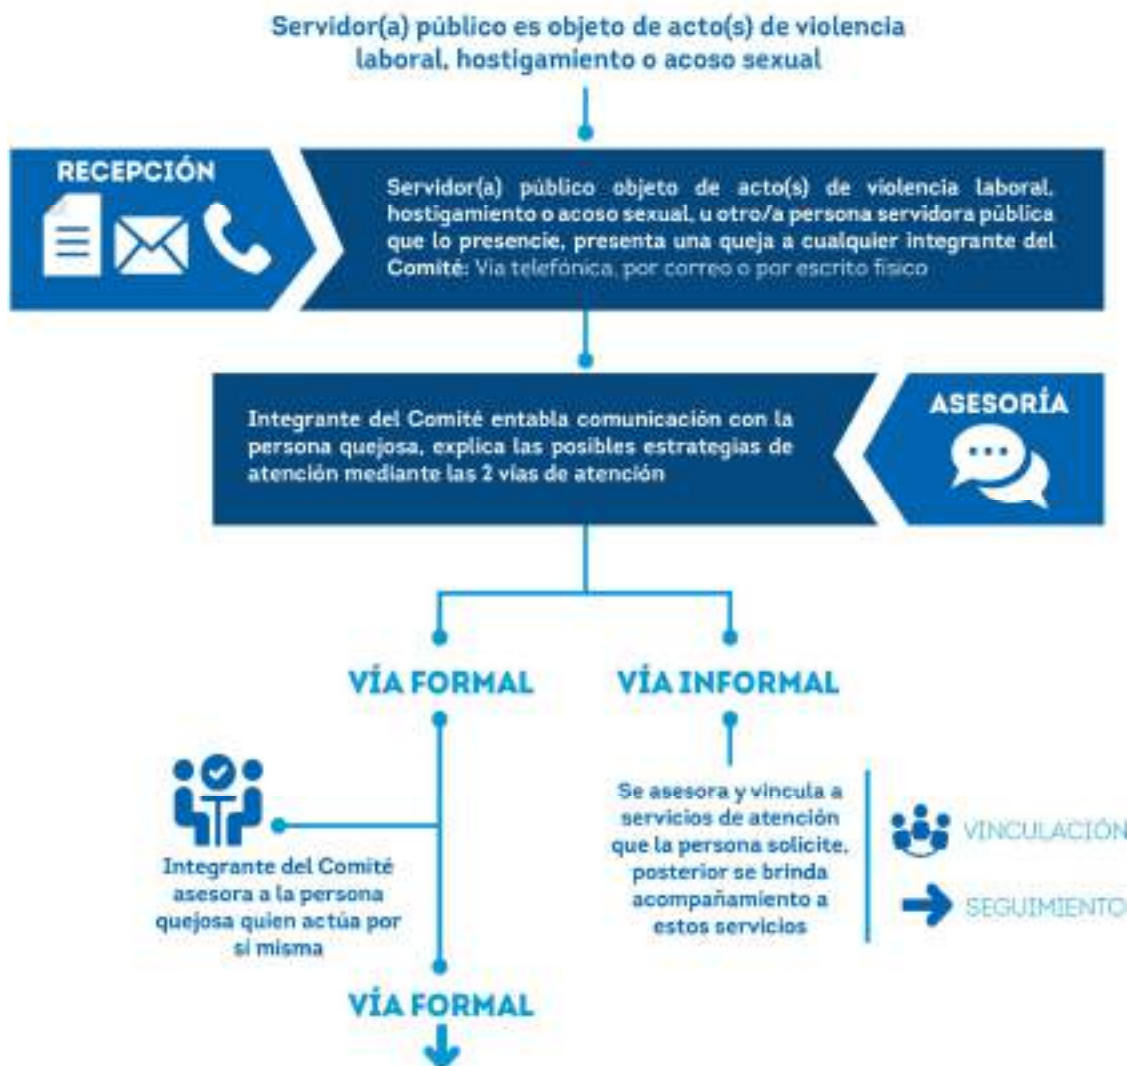 Servidor(a) público es objeto de acto(s) de violencia
laboral, hostigamiento o acoso sexual
RECEPCIÓN
Servidor(a) público objeto de acto(s) de violencia laboral,
hostigamiento o acoso sexual, u otro/a persona servidora pública
que lo presencie, presenta una queja a cualquier integrante del
Comité: Vía telefónica, por correo o por escrito físico
Integrante del Comité entabla comunicación con la
persona quejosa, explica las posibles estrategias de
atención mediante las 2 vías de atención
ASESORÍA
VÍA FORMAL
VÍA INFORMAL
Integrante del Comité
asesora a la persona
quejosa quien actúa por
sí misma
Se asesora y vincula a
servicios de atención
que la persona solicite,
posterior se brinda
acompañamiento a
estos servicios
VINCULACIÓN
SEGUIMIENTO
VÍA FORMAL